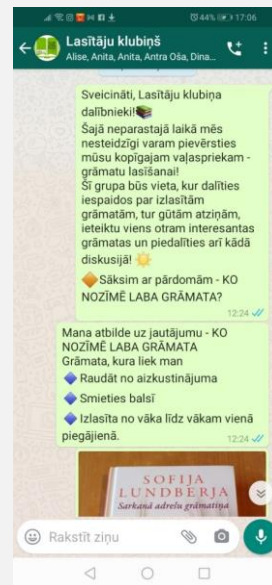 44% 17:06
Lasītāju klubiņš
Alise, Anita, Anita, Antra Oša, Dina...
Sveicināti, Lasītāju klubiņa
dalībnieki!
Šajā neparastajā laikā mēs
nesteidzīgi varam pievērsties
mūsu kopīgajam vaļaspriekam -
grāmatu lasīšanai!
Šī grupa būs vieta, kur dalīties
iespaidos par izlasītām
grāmatām, tur gūtām atziņām,
ieteiktu viens otram interesantas
grāmatas un piedalīties arī kādā
diskusijā!
Sāksim ar pārdomām - KO
NOZĪMĒ LABA GRĀMATA?
12:24
Mana atbilde uz jautājumu - KO
NOZĪMĒ LABA GRĀMATA
Grāmata, kura liek man
Raudāt no aizkustinājuma
Smieties balsī
Izlasīta no vāka līdz vākam vienā
piegājienā.
12:24
SOFIJA
LUNDBERJA
Sarkanā adrešu grāmatiņa
Rakstīt ziņu